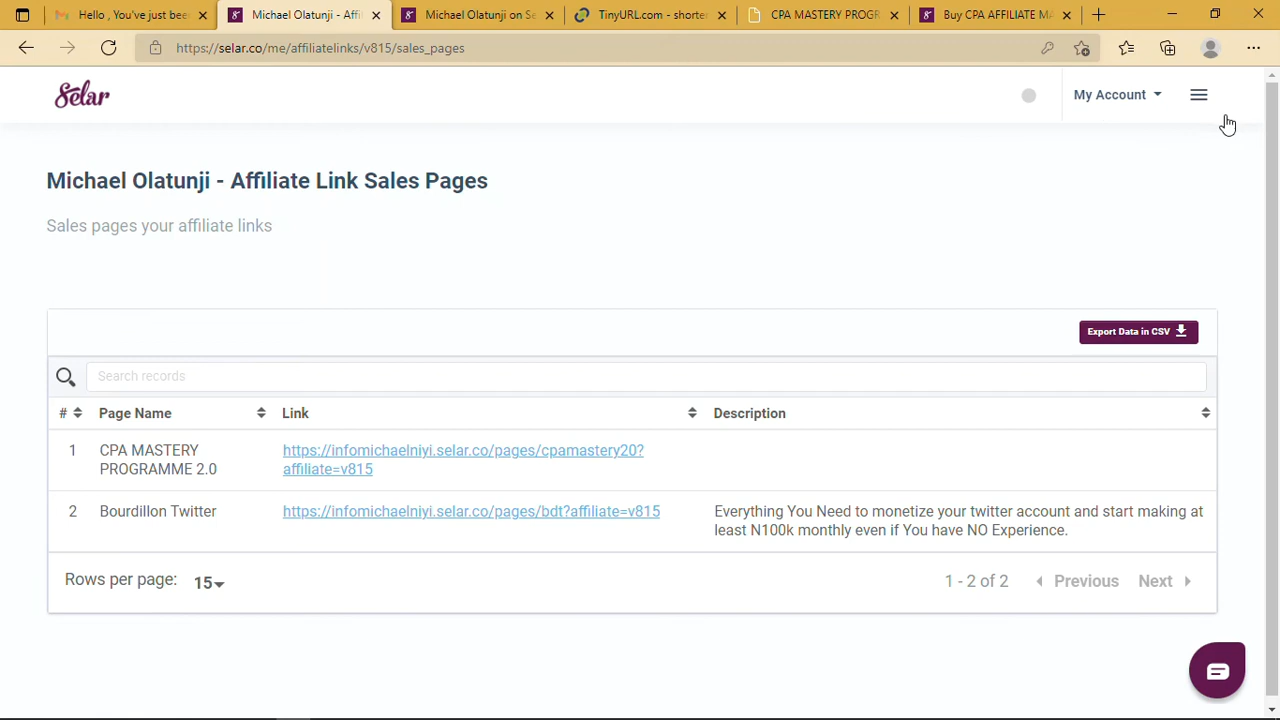 Hello , You've just bee
Michael Olatunji - Affi
Michael Olatunji on Se
TinyURL.com - shorte
CPA MASTERY PROGR
Buy CPA AFFILIATE MA
https://selar.co/me/affiliatelinks/v815/sales_pages
Selar
My Account
Michael Olatunji - Affiliate Link Sales Pages
Sales pages your affiliate links
Export Data in CSV
Search records
# Page Name Link Description
1 CPA MASTERY PROGRAMME 2.0 https://infomichaelniyi.selar.co/pages/cpamastery20?
affiliate=v815
2 Bourdillon Twitter https://infomichaelniyi.selar.co/pages/bdt?affiliate=v815 Everything You Need to monetize your twitter account and start making at
least N100k monthly even if You have NO Experience.
Rows per page: 15 1 - 2 of 2 Previous Next